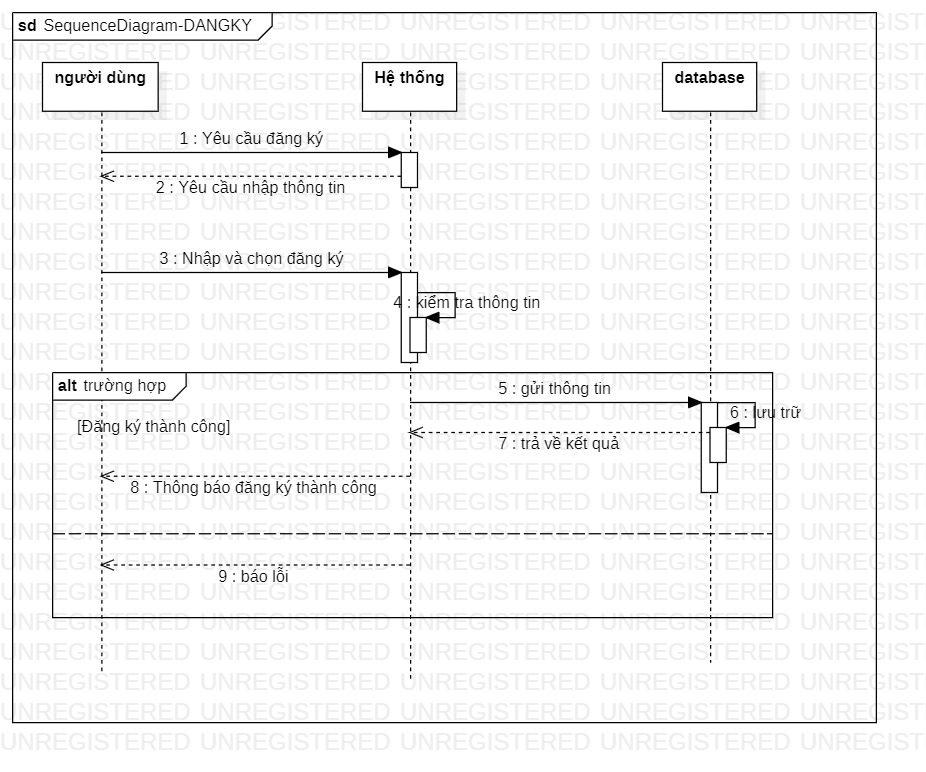 sd SequenceDiagram-DANGKY
người dùng
Hệ thống
database
1 : Yêu cầu đăng ký
2 : Yêu cầu nhập thông tin
3 : Nhập và chọn đăng ký
4 : kiểm tra thông tin
alt trường hợp
5 : gửi thông tin
6 : lưu trữ
[Đăng ký thành công]
7 : trả về kết quả
8 : Thông báo đăng ký thành công
9 : báo lỗi
UNREGISTERED